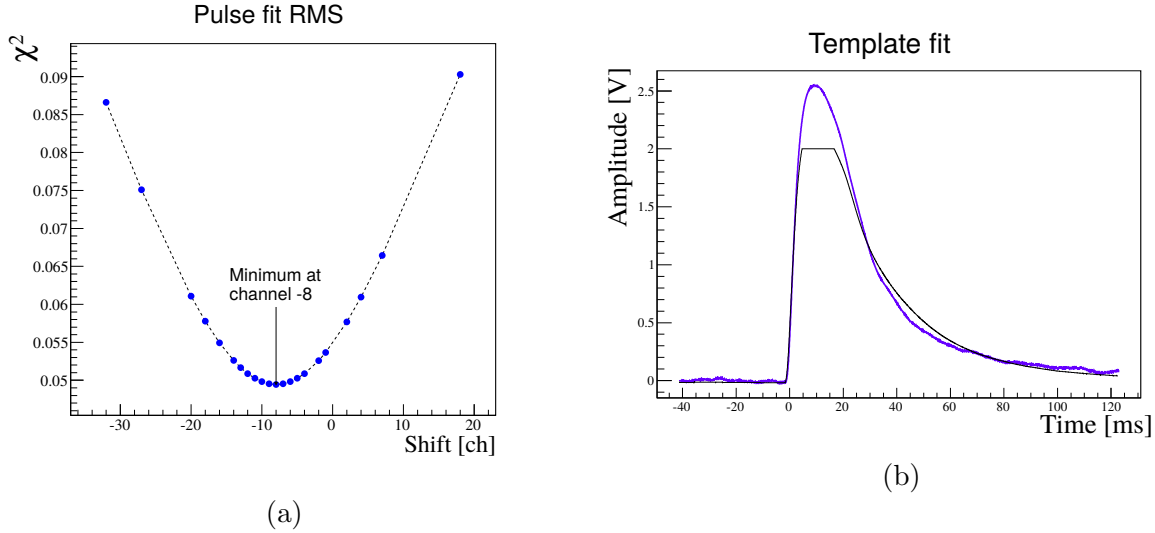 Pulse fit RMS
χ²
0.09
0.085
0.08
0.075
0.07
0.065
0.06
0.055
0.05
Minimum at
channel -8
-30 -20 -10 0 10 20
Shift [ch]
(a)
Template fit
Amplitude [V]
2.5
2
1.5
1
0.5
0
-40 -20 0 20 40 60 80 100 120
Time [ms]
(b)